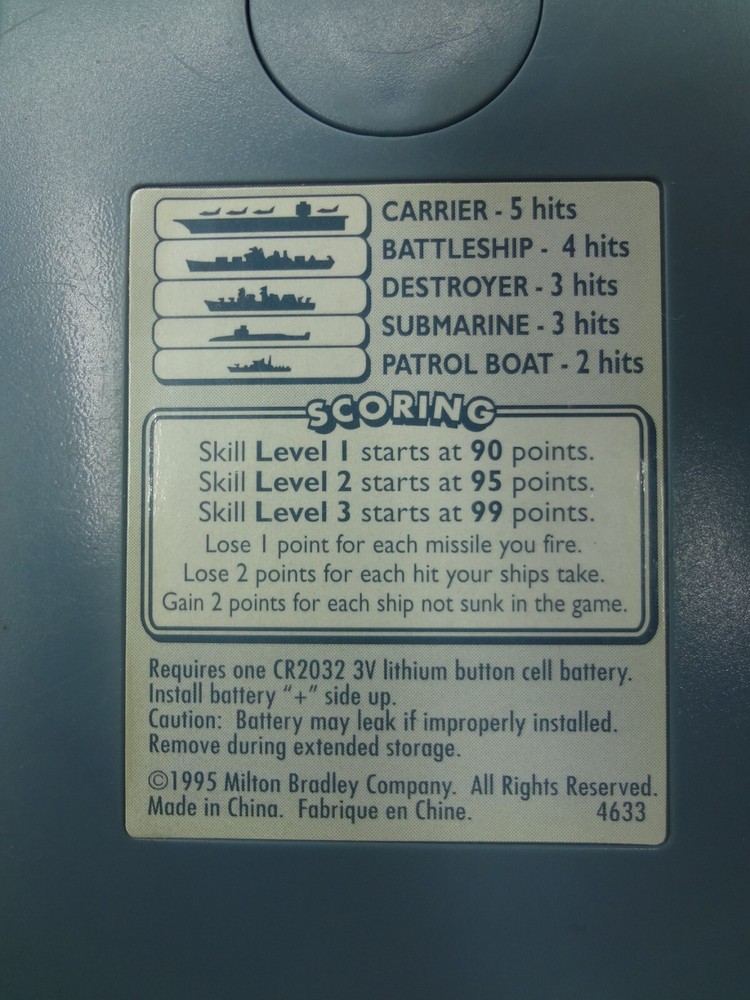 CARRIER - 5 hits
BATTLESHIP - 4 hits
DESTROYER - 3 hits
SUBMARINE - 3 hits
PATROL BOAT - 2 hits
SCORING
Skill Level 1 starts at 90 points.
Skill Level 2 starts at 95 points.
Skill Level 3 starts at 99 points.
Lose 1 point for each missile you fire.
Lose 2 points for each hit your ships take.
Gain 2 points for each ship not sunk in the game.
Requires one CR2032 3V lithium button cell battery.
Install battery “+” side up.
Caution: Battery may leak if improperly installed.
Remove during extended storage.
©1995 Milton Bradley Company. All Rights Reserved.
Made in China. Fabrique en Chine. 4633